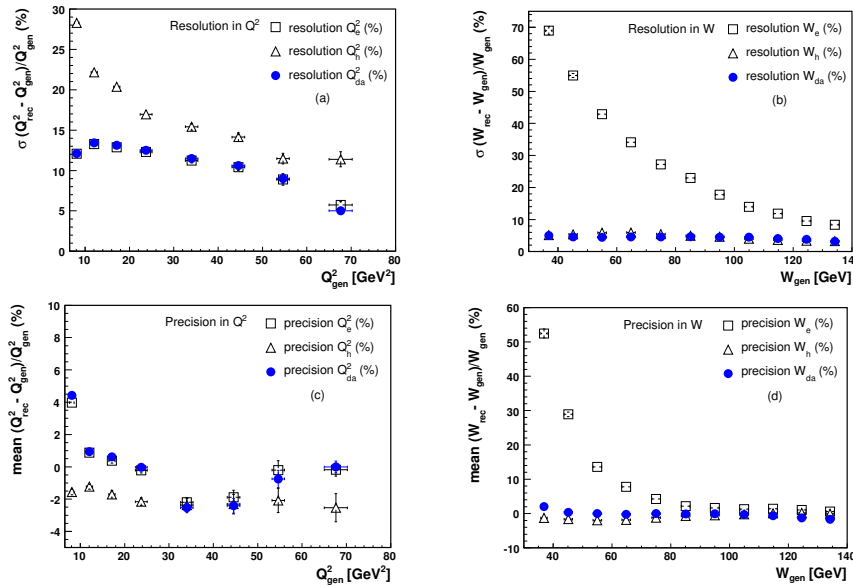 σ (Q²rec - Q²gen)/Q²gen (%)
30
25
20
15
10
5
0
Resolution in Q²
resolution Q²e (%)
resolution Q²h (%)
resolution Q²da (%)
(a)
10 20 30 40 50 60 70 80
Q²gen [GeV²]
σ (Wrec - Wgen)/Wgen (%)
70
60
50
40
30
20
10
0
Resolution in W
resolution We (%)
resolution Wh (%)
resolution Wda (%)
(b)
40 60 80 100 120 140
Wgen [GeV]
mean (Q²rec - Q²gen)/Q²gen (%)
10
8
6
4
2
0
-2
-4
Precision in Q²
precision Q²e (%)
precision Q²h (%)
precision Q²da (%)
(c)
10 20 30 40 50 60 70 80
Q²gen [GeV²]
mean (Wrec - Wgen)/Wgen (%)
60
50
40
30
20
10
0
-10
Precision in W
precision We (%)
precision Wh (%)
precision Wda (%)
(d)
40 60 80 100 120 140
Wgen [GeV]